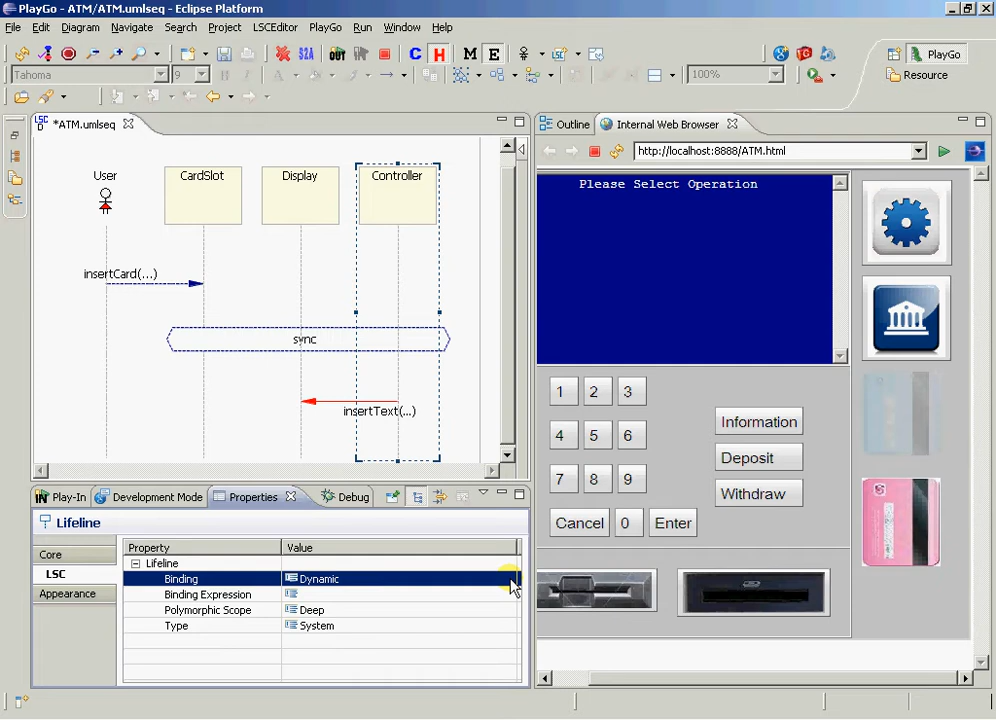 PlayGo - ATM/ATM.umlseq - Eclipse Platform
File Edit Diagram Navigate Search Project LSCEditor PlayGo Run Window Help
S2A OUT C H M E PlayGo
Tahoma 9 A 100% Resource
LSC D *ATM.umlseq
Outline Internal Web Browser
http://localhost:8888/ATM.html
User CardSlot Display Controller
insertCard(...)
sync
insertText(...)
Please Select Operation
1 2 3
4 5 6
7 8 9
Cancel 0 Enter
Information
Deposit
Withdraw
Play-In Development Mode Properties Debug
Lifeline
Core
LSC
Appearance
Property Value
Lifeline
Binding Dynamic
Binding Expression
Polymorphic Scope Deep
Type System